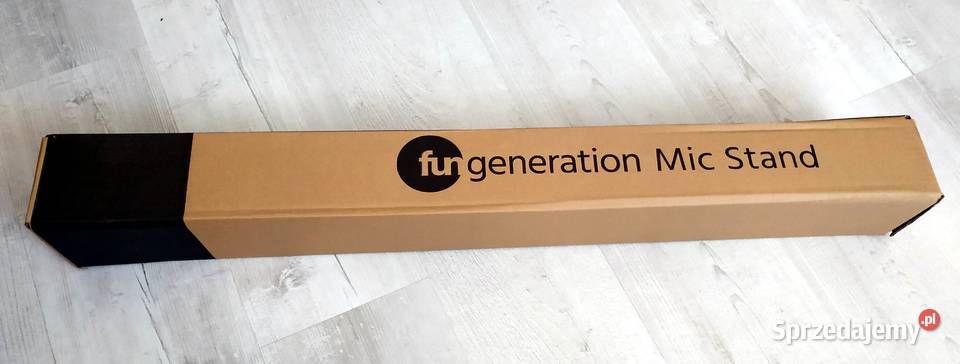 fun generation Mic Stand
Sprzedajemy.pl